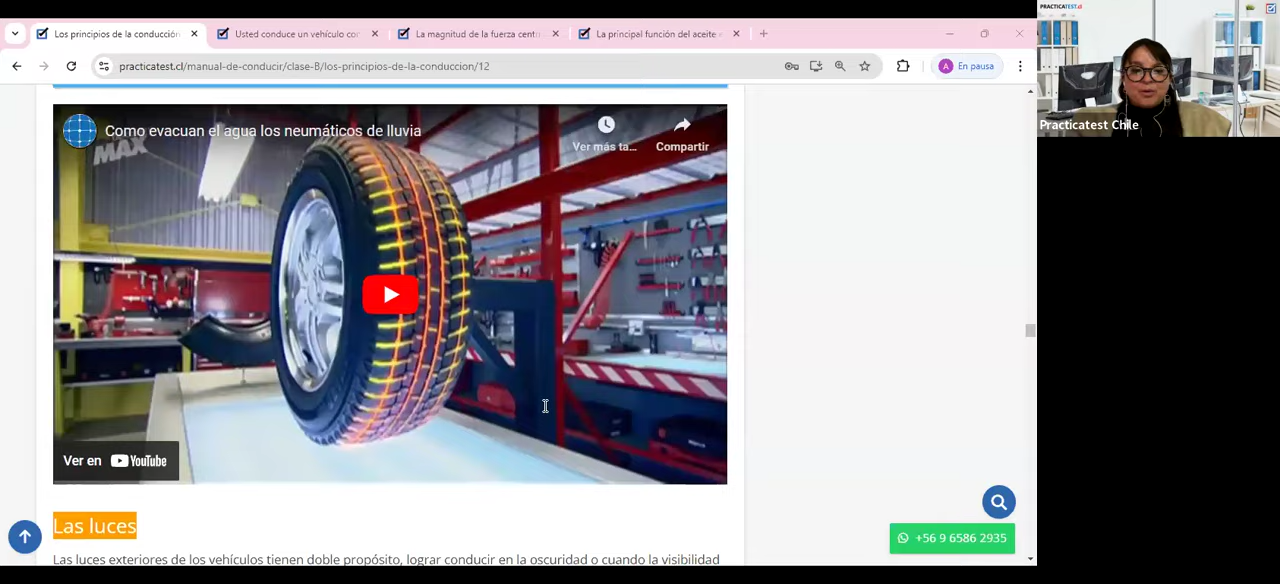 Los principios de la conducción
Usted conduce un vehículo cor
La magnitud de la fuerza centr
La principal función del aceite
practicatest.cl/manual-de-conducir/clase-B/los-principios-de-la-conduccion/12
A
En pausa
PRACTICATEST.cl
Practicatest Chile
Como evacuan el agua los neumáticos de lluvia
MAX
Ver más ta...
Compartir
Ver en YouTube
Las luces
Las luces exteriores de los vehículos tienen doble propósito, lograr conducir en la oscuridad o cuando la visibilidad
+56 9 6586 2935